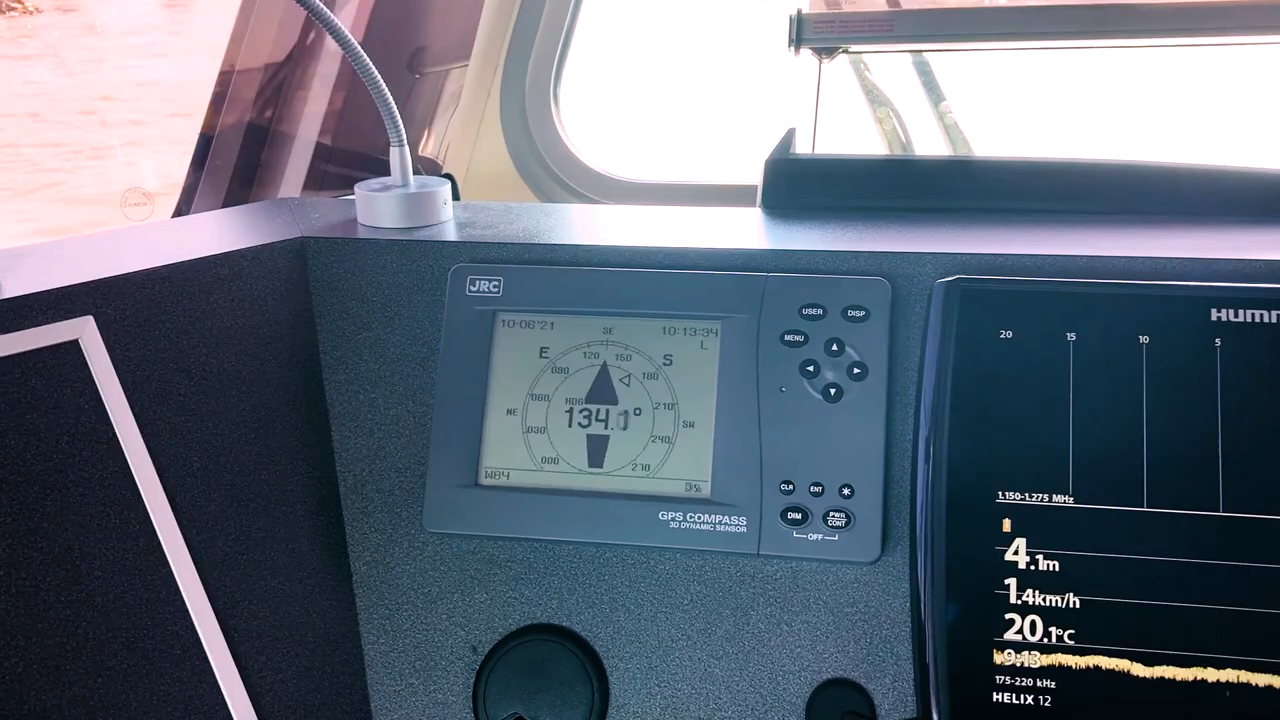 JRC
10-06'21
SE
10:13:34
L
E
120
150
S
080
180
060
HDG
210
NE
134.
°
SW
030
240
000
270
W84
GPS COMPASS
3D DYNAMIC SENSOR
USER
DISP
MENU
CLR
ENT
*
DIM
PWR
CONT
OFF
HUMM
20
15
10
5
1.150-1.275 MHz
4.1m
1.4km/h
20.1°C
9:13
175-220 kHz
HELIX 12